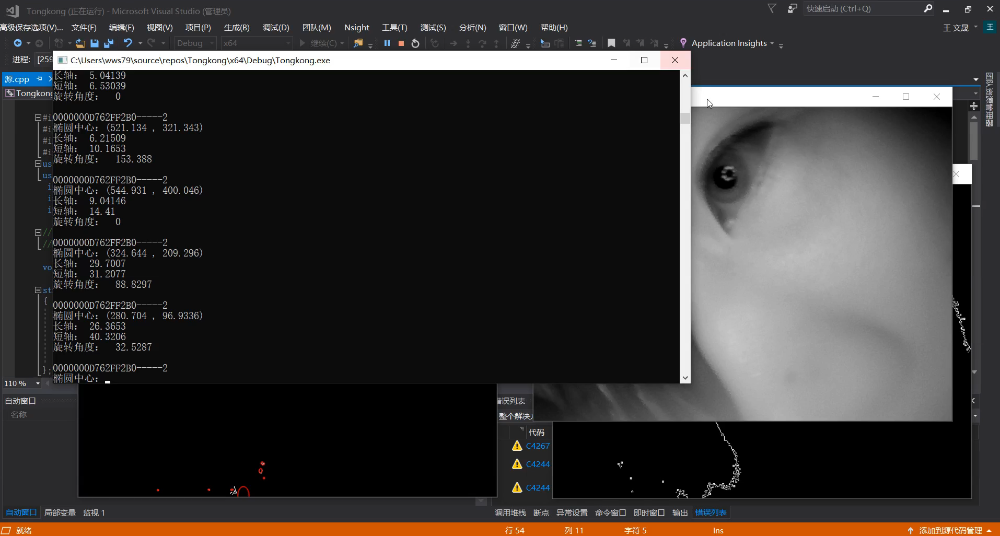 Tongkong (正在运行) - Microsoft Visual Studio (管理员)
快速启动 (Ctrl+Q)
高级保存选项(V)... 文件(F) 编辑(E) 视图(V) 项目(P) 生成(B) 调试(D) 团队(M) Nsight 工具(T) 测试(S) 分析(N) 窗口(W) 帮助(H)
王 文晟 王
Debug x64 继续(C) Application Insights
进程: [259
C:\Users\wws79\source\repos\Tongkong\x64\Debug\Tongkong.exe
源.cpp
Tongkong
团队资源管理器
#i
#i
#i
#i
us
us
i
i
i
//
//
vo
st
{
};
长轴: 5.04139
短轴: 6.53039
旋转角度: 0
0000000D762FF2B0-----2
椭圆中心: (521.134 , 321.343)
长轴: 6.21509
短轴: 10.1653
旋转角度: 153.388
0000000D762FF2B0-----2
椭圆中心: (544.931 , 400.046)
长轴: 9.04146
短轴: 14.41
旋转角度: 0
0000000D762FF2B0-----2
椭圆中心: (324.644 , 209.296)
长轴: 29.7007
短轴: 31.2077
旋转角度: 88.8297
0000000D762FF2B0-----2
椭圆中心: (280.704 , 96.9336)
长轴: 26.3653
短轴: 40.3206
旋转角度: 32.5287
0000000D762FF2B0-----2
椭圆中心:
110 %
自动窗口
名称
错误列表
整个解决方
代码
C4267
C4244
C4244
自动窗口 局部变量 监视 1
调用堆栈 断点 异常设置 命令窗口 即时窗口 输出 错误列表
就绪 行 54 列 11 字符 5 Ins 添加到源代码管理